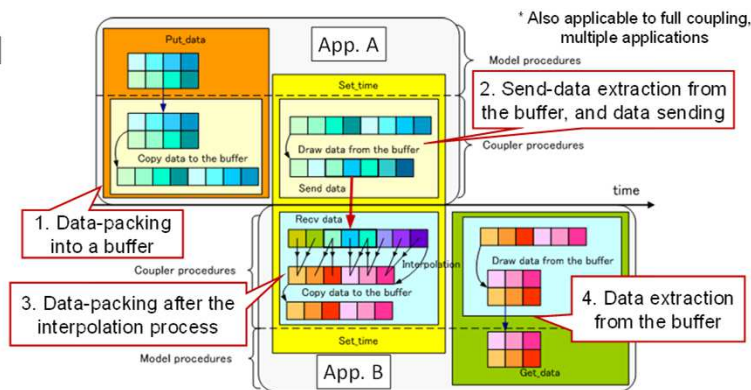 * Also applicable to full coupling,
multiple applications
Put_data
App. A
Model procedures
Set_time
2. Send-data extraction from
the buffer, and data sending
Copy data to the buffer
Draw data from the buffer
Coupler procedures
Send data
time
1. Data-packing
into a buffer
Recv data
Coupler procedures
Interpolation
Draw data from the buffer
3. Data-packing after the
interpolation process
Copy data to the buffer
4. Data extraction
from the buffer
Set_time
Model procedures
App. B
Get_data